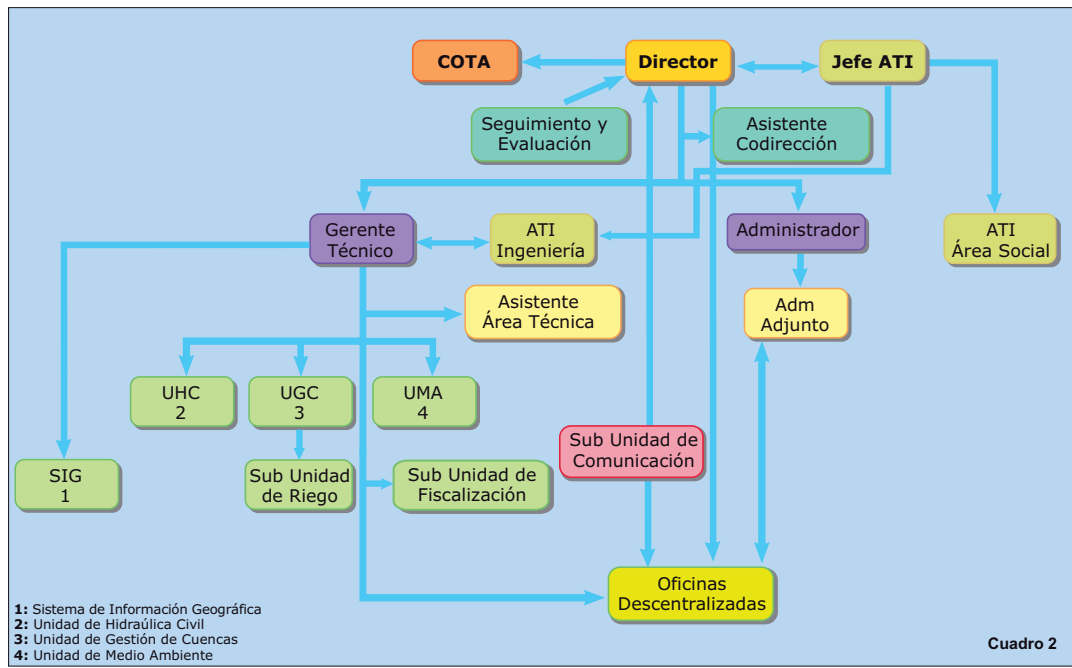 COTA
Director
Jefe ATI
Seguimiento y
Evaluación
Asistente
Codirección
Gerente
Técnico
ATI
Ingeniería
Administrador
ATI
Área Social
Asistente
Área Técnica
Adm
Adjunto
UHC
2
UGC
3
UMA
4
Sub Unidad de
Comunicación
SIG
1
Sub Unidad
de Riego
Sub Unidad de
Fiscalización
Oficinas
Descentralizadas
1: Sistema de Información Geográfica
2: Unidad de Hidraúlica Civil
3: Unidad de Gestión de Cuencas
4: Unidad de Medio Ambiente
Cuadro 2